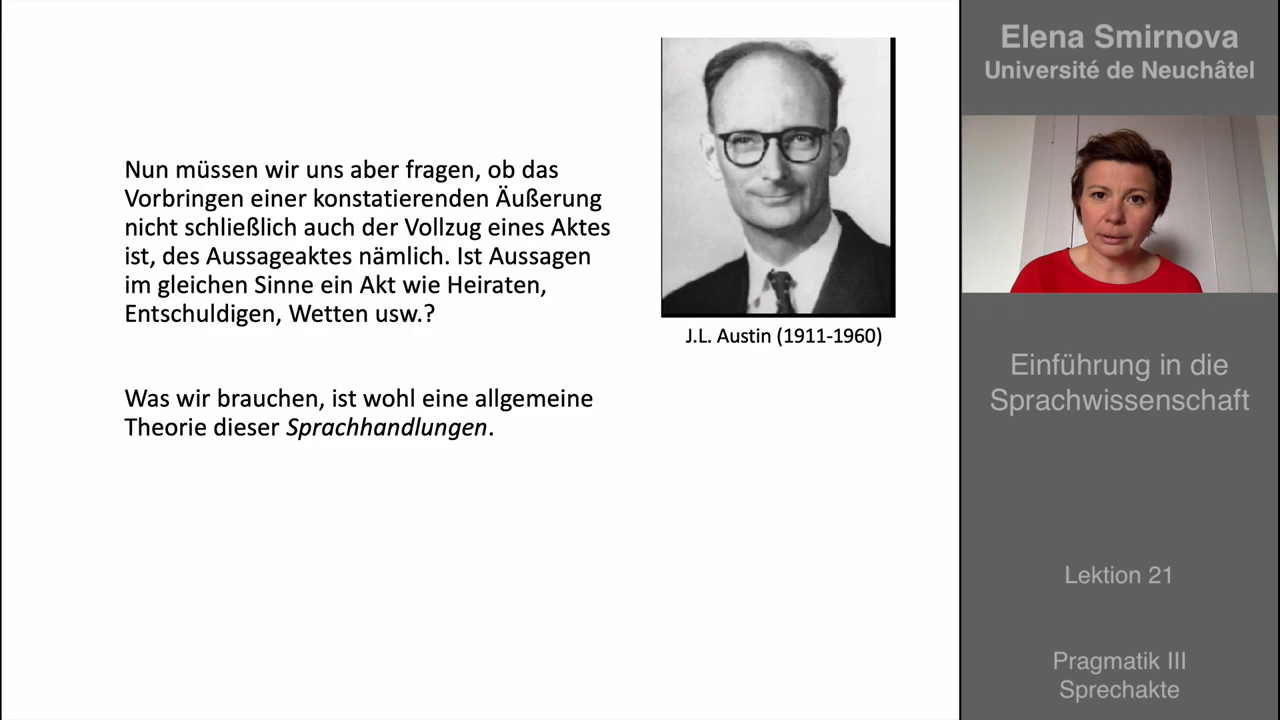 Nun müssen wir uns aber fragen, ob das
Vorbringen einer konstatierenden Äußerung
nicht schließlich auch der Vollzug eines Aktes
ist, des Aussageaktes nämlich. Ist Aussagen
im gleichen Sinne ein Akt wie Heiraten,
Entschuldigen, Wetten usw.?
Was wir brauchen, ist wohl eine allgemeine
Theorie dieser Sprachhandlungen.
J.L. Austin (1911-1960)
Elena Smirnova
Université de Neuchâtel
Einführung in die
Sprachwissenschaft
Lektion 21
Pragmatik III
Sprechakte